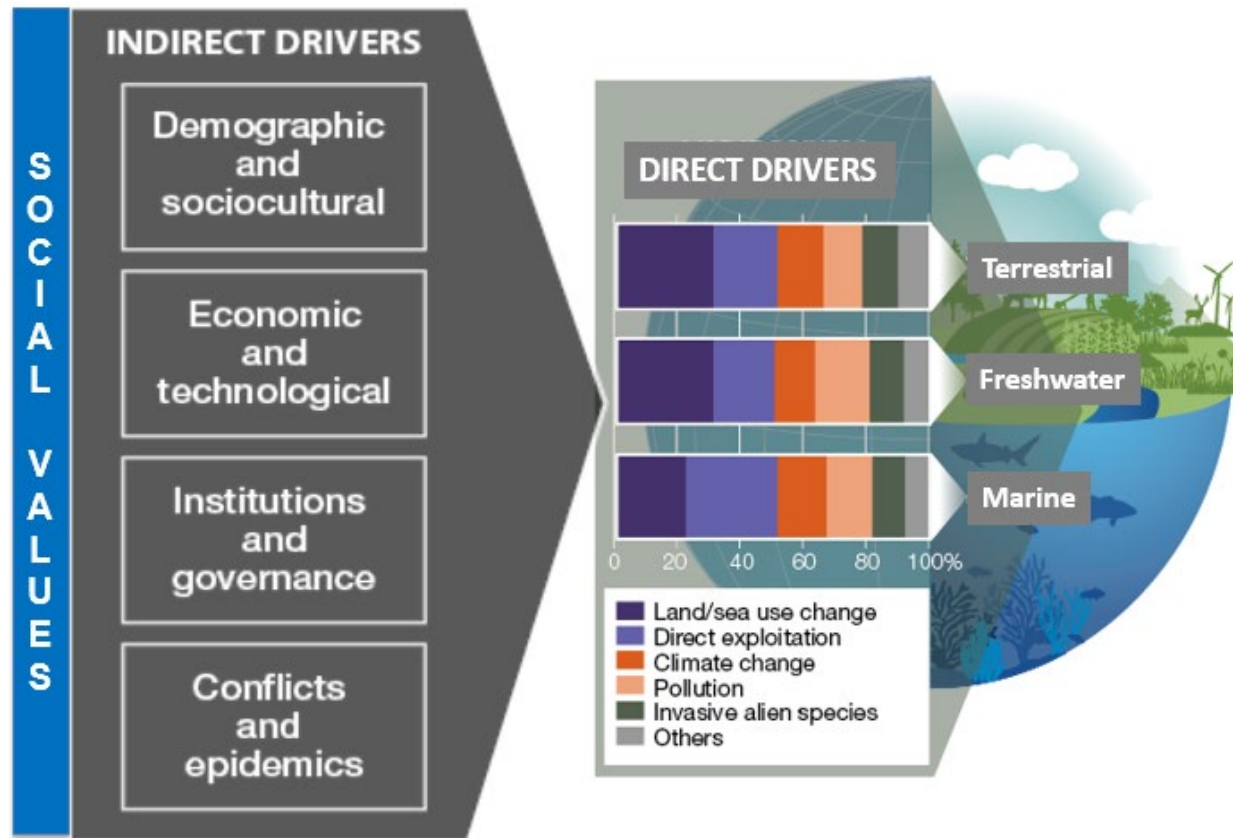 SOCIAL VALUES
INDIRECT DRIVERS
Demographic
and
sociocultural
Economic
and
technological
Institutions
and
governance
Conflicts
and
epidemics
DIRECT DRIVERS
Terrestrial
Freshwater
Marine
0 20 40 60 80 100%
Land/sea use change
Direct exploitation
Climate change
Pollution
Invasive alien species
Others